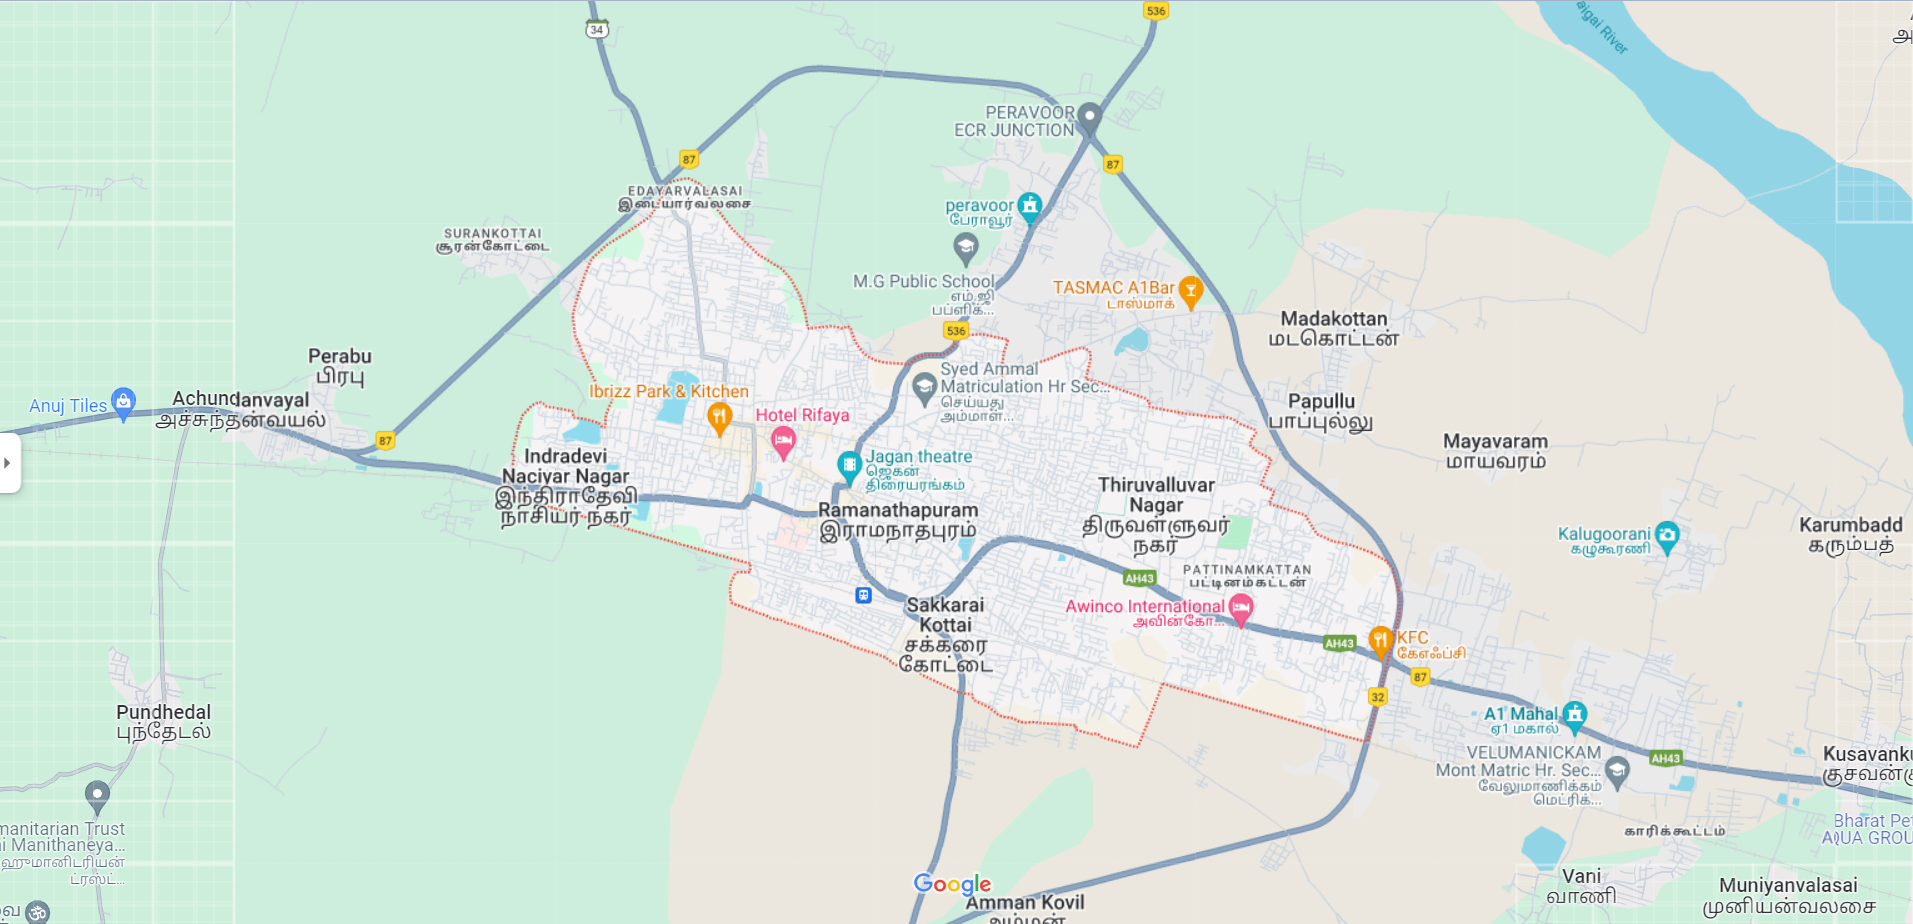 536
34
Vaigai River
PERAVOOR
ECR JUNCTION
87
87
EDAYARVALASAI
இடையார்வலசை
peravoor
பேராவூர்
SURANKOTTAI
சூரன்கோட்டை
M.G Public School
எம்.ஜி
பப்ளிக்...
TASMAC A1Bar
டாஸ்மாக்
Madakottan
மடகொட்டன்
536
Perabu
பிரபு
Syed Ammal
Matriculation Hr Sec...
செய்யது
அம்மாள்...
Ibrizz Park & Kitchen
Anuj Tiles
Achundanvayal
அச்சுந்தன்வயல்
Papullu
பாப்புல்லு
Hotel Rifaya
87
Mayavaram
மாயவரம்
Indradevi
Naciyar Nagar
இந்திராதேவி
நாசியர் நகர்
Jagan theatre
ஜெகன்
திரையரங்கம்
Thiruvalluvar
Nagar
திருவள்ளுவர்
நகர்
Ramanathapuram
இராமநாதபுரம்
Kalugoorani
கழுகூரணி
Karumbadd
கரும்பத்
AH43
PATTINAMKATTAN
பட்டினம்கட்டன்
Sakkarai
Kottai
சக்கரை
கோட்டை
Awinco International
அவின்கோ...
AH43
KFC
கேஎஃப்சி
87
32
Pundhedal
புந்தேடல்
A1 Mahal
ஏ1 மகால்
VELUMANICKAM
Mont Matric Hr. Sec...
வேலுமாணிக்கம்
மெட்ரிக்...
AH43
Kusavanku
குசவன்கு
manitarian Trust
ai Manithaneya...
ஹுமானிடரியன்
ட்ரஸ்ட்...
காரிக்கூட்டம்
Bharat Pet
AQUA GROU
Google
Amman Kovil
அம்மன்
Vani
வாணி
Muniyanvalasai
முனியன்வலசை